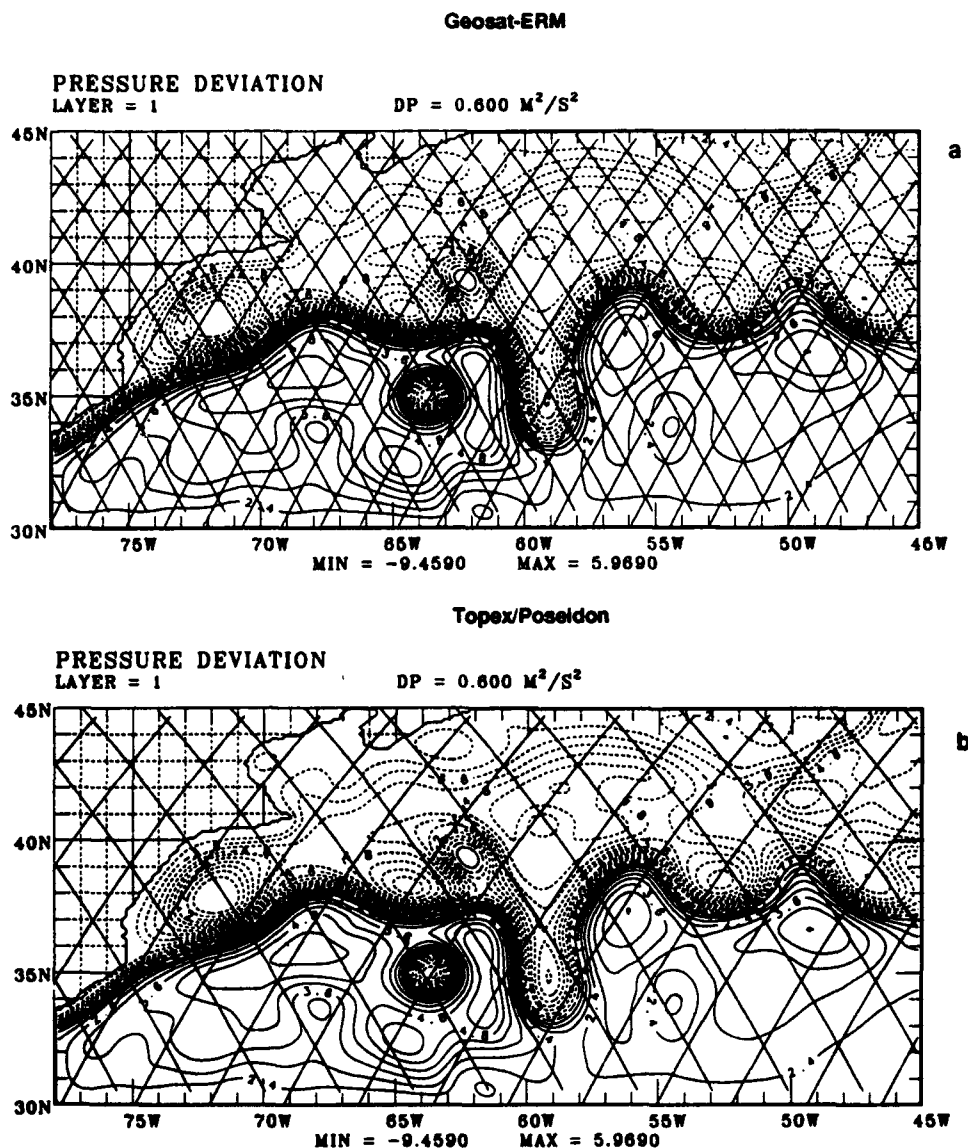 Geosat-ERM
PRESSURE DEVIATION
LAYER = 1 DP = 0.600 M²/S²
a
45N
40N
35N
30N
75W 70W 65W 60W 55W 50W 45W
MIN = -9.4590 MAX = 5.9690
Topex/Poseidon
PRESSURE DEVIATION
LAYER = 1 DP = 0.600 M²/S²
b
45N
40N
35N
30N
75W 70W 65W 60W 55W 50W 45W
MIN = -9.4590 MAX = 5.9690